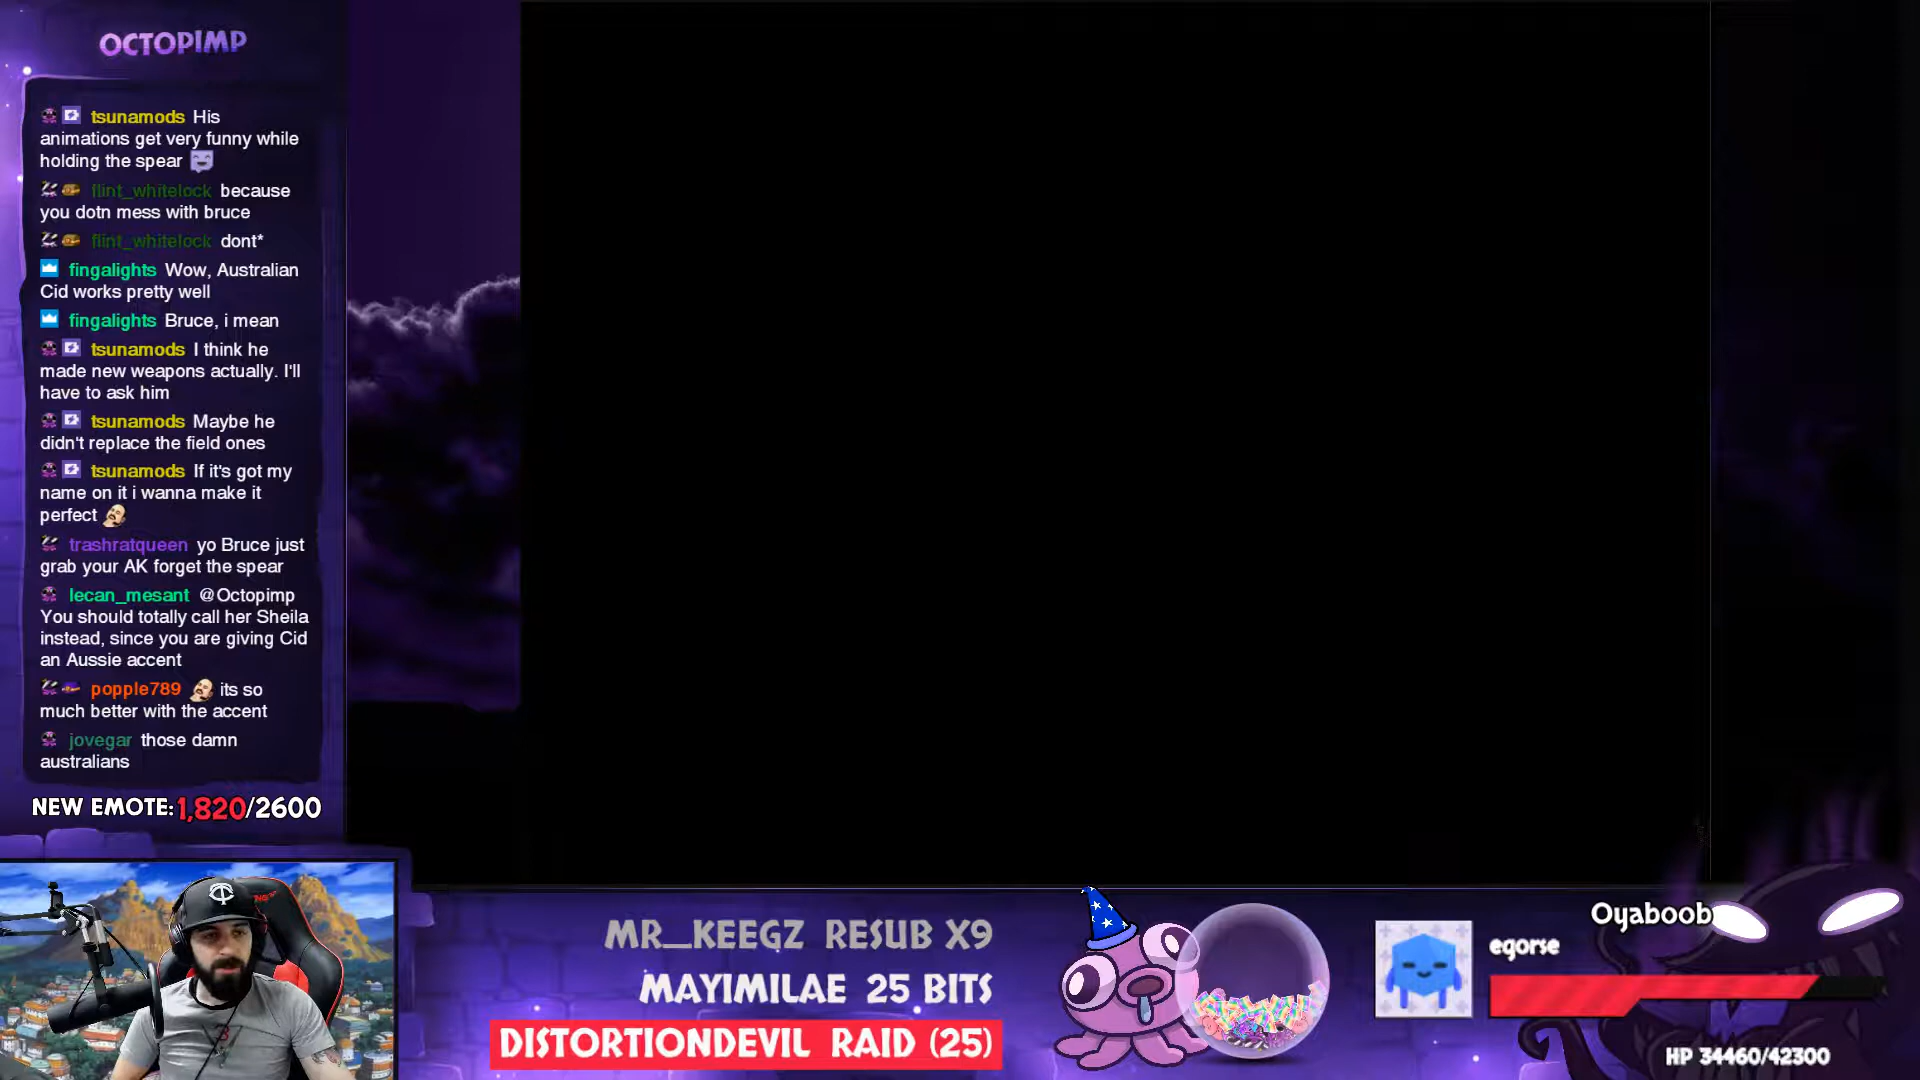 OCTOPIMP
tsunamods His
animations get very funny while
holding the spear
flint_whitelock because
you dotn mess with bruce
flint_whitelock dont*
fingalights Wow, Australian
Cid works pretty well
fingalights Bruce, i mean
tsunamods I think he
made new weapons actually. I'll
have to ask him
tsunamods Maybe he
didn't replace the field ones
tsunamods If it's got my
name on it i wanna make it
perfect
trashratqueen yo Bruce just
grab your AK forget the spear
lecan_mesant @Octopimp
You should totally call her Sheila
instead, since you are giving Cid
an Aussie accent
popple789 its so
much better with the accent
jovegar those damn
australians
NEW EMOTE: 1,820/2600
MR_KEEGZ RESUB X9
MAYIMILAE 25 BITS
DISTORTIONDEVIL RAID (25)
Oyaboob
egorse
HP 34460/42300